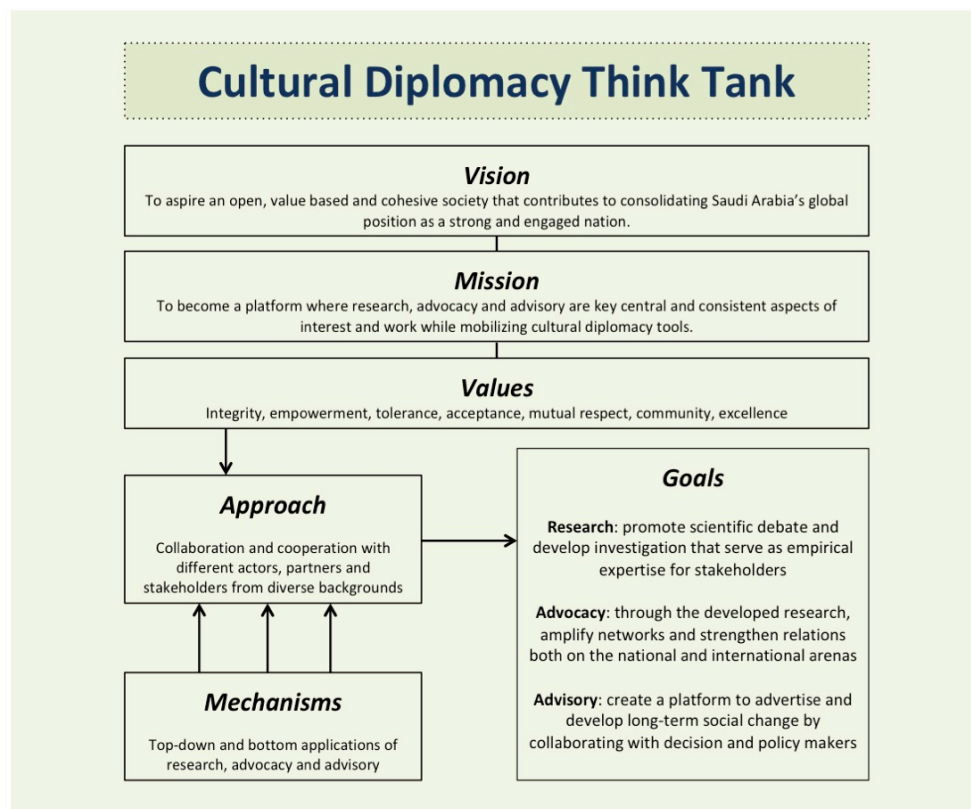 Cultural Diplomacy Think Tank
Vision
To aspire an open, value based and cohesive society that contributes to consolidating Saudi Arabia’s global
position as a strong and engaged nation.
Mission
To become a platform where research, advocacy and advisory are key central and consistent aspects of
interest and work while mobilizing cultural diplomacy tools.
Values
Integrity, empowerment, tolerance, acceptance, mutual respect, community, excellence
Approach
Collaboration and cooperation with
different actors, partners and
stakeholders from diverse backgrounds
Mechanisms
Top-down and bottom applications of
research, advocacy and advisory
Goals
Research: promote scientific debate and
develop investigation that serve as empirical
expertise for stakeholders
Advocacy: through the developed research,
amplify networks and strengthen relations
both on the national and international arenas
Advisory: create a platform to advertise and
develop long-term social change by
collaborating with decision and policy makers